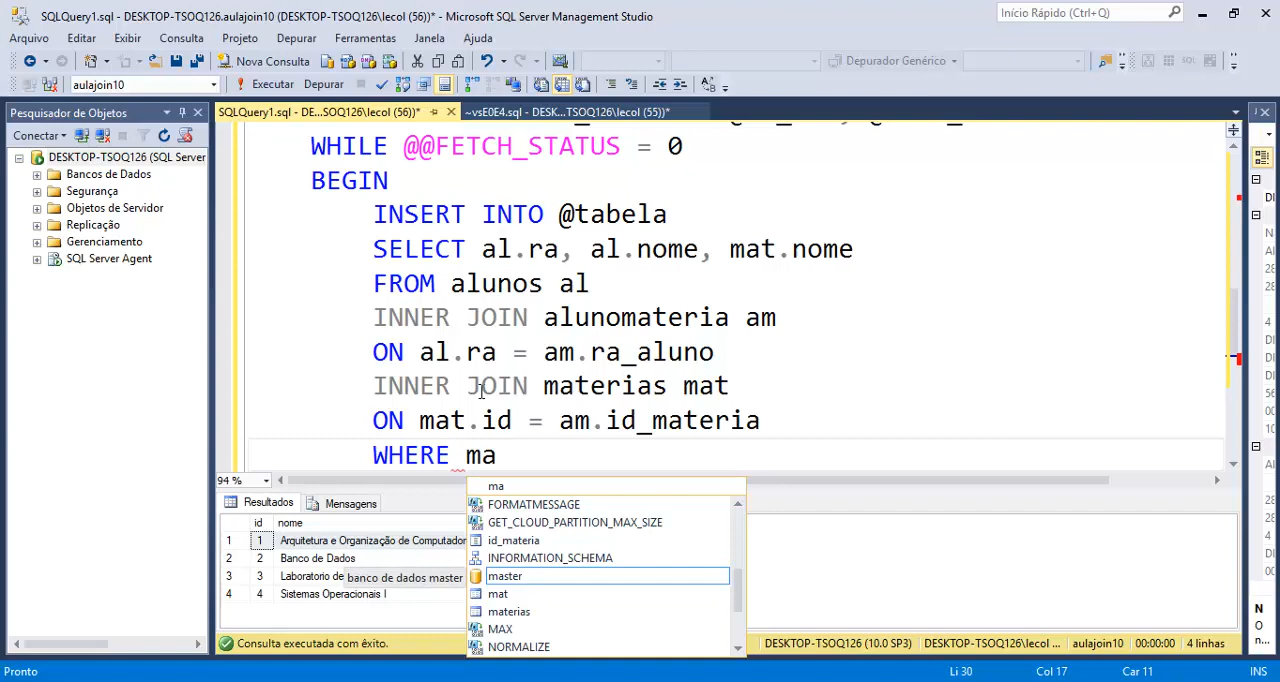 SQLQuery1.sql - DESKTOP-TSOQ126.aulajoin10 (DESKTOP-TSOQ126\lecol (56))* - Microsoft SQL Server Management Studio
Início Rápido (Ctrl+Q)
Arquivo Editar Exibir Consulta Projeto Depurar Ferramentas Janela Ajuda
Nova Consulta
Depurador Genérico
aulajoin10
Executar Depurar
Pesquisador de Objetos
SQLQuery1.sql - DE...SOQ126\lecol (56))*
~vsE0E4.sql - DESK...TSOQ126\lecol (55))*
Conectar
DESKTOP-TSOQ126 (SQL Server
Bancos de Dados
Segurança
Objetos de Servidor
Replicação
Gerenciamento
SQL Server Agent
WHILE @@FETCH_STATUS = 0
BEGIN
INSERT INTO @tabela
SELECT al.ra, al.nome, mat.nome
FROM alunos al
INNER JOIN alunomateria am
ON al.ra = am.ra_aluno
INNER JOIN materias mat
ON mat.id = am.id_materia
WHERE ma
94 %
ma
FORMATMESSAGE
GET_CLOUD_PARTITION_MAX_SIZE
id_materia
INFORMATION_SCHEMA
master
mat
materias
MAX
NORMALIZE
banco de dados master
Resultados Mensagens
id nome
1 1 Arquitetura e Organização de Computador
2 2 Banco de Dados
3 3 Laboratorio de
4 4 Sistemas Operacionais I
Consulta executada com êxito.
DESKTOP-TSOQ126 (10.0 SP3) DESKTOP-TSOQ126\lecol ... aulajoin10 00:00:00 4 linhas
Pronto
Li 30 Col 17 Car 11 INS